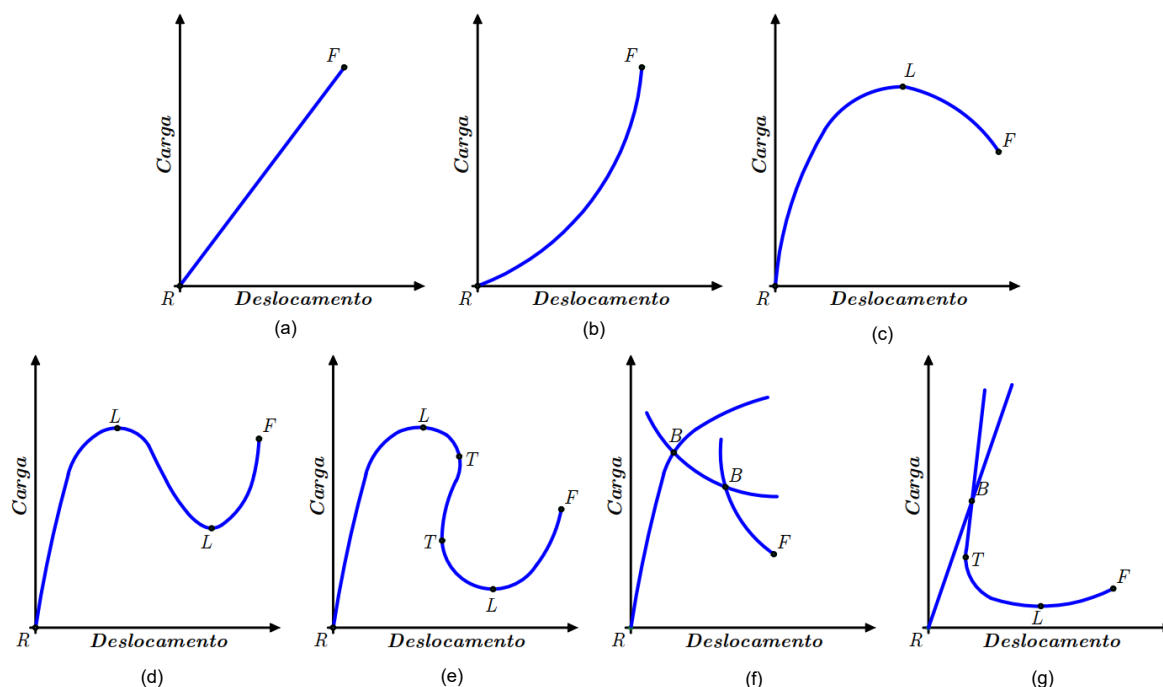 F
Carga
R
Deslocamento
(a)
F
Carga
R
Deslocamento
(b)
L
F
Carga
R
Deslocamento
(c)
L
F
L
Carga
R
Deslocamento
(d)
L
T
T
F
L
Carga
R
Deslocamento
(e)
B
B
F
Carga
R
Deslocamento
(f)
B
T
F
L
Carga
R
Deslocamento
(g)